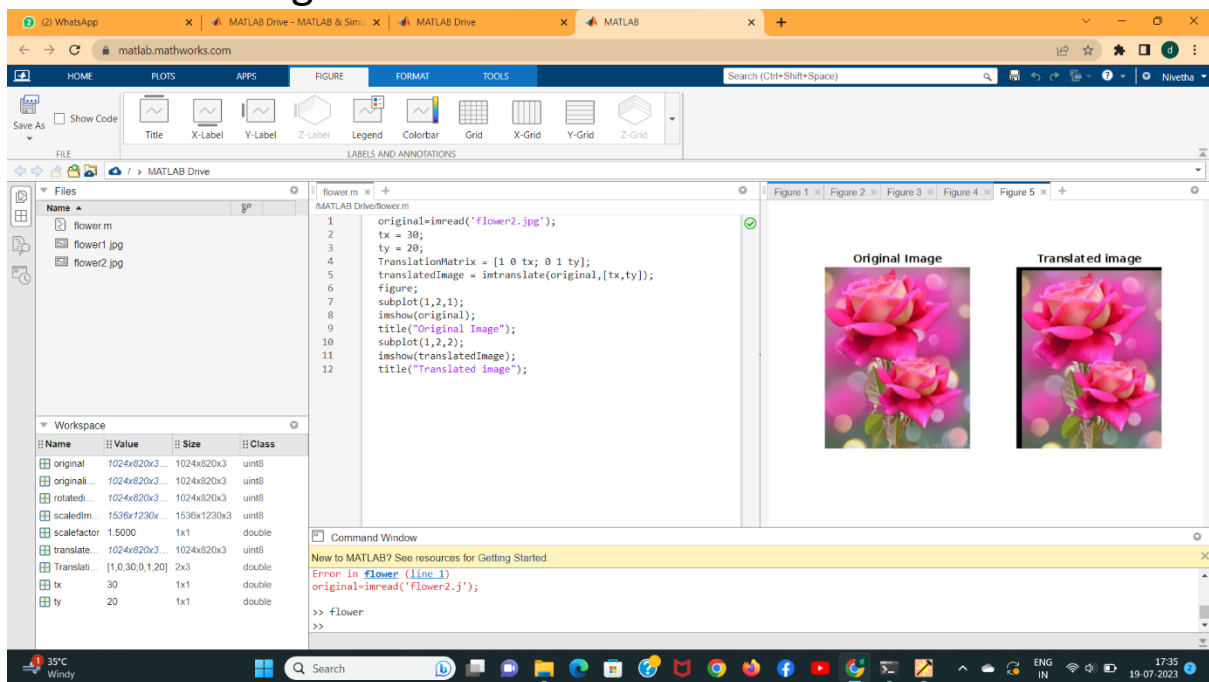 (2) WhatsApp
MATLAB Drive - MATLAB & Simu
MATLAB Drive
MATLAB
matlab.mathworks.com
d
HOME PLOTS APPS FIGURE FORMAT TOOLS Search (Ctrl+Shift+Space) Nivetha
Save As
Show Code
Title X-Label Y-Label Z-Label Legend Colorbar Grid X-Grid Y-Grid Z-Grid
FILE LABELS AND ANNOTATIONS
/ > MATLAB Drive
Files
Name
flower.m
flower1.jpg
flower2.jpg
flower.m
/MATLAB Drive/flower.m
1 original=imread('flower2.jpg');
2 tx = 30;
3 ty = 20;
4 TranslationMatrix = [1 0 tx; 0 1 ty];
5 translatedImage = imtranslate(original,[tx,ty]);
6 figure;
7 subplot(1,2,1);
8 imshow(original);
9 title("Original Image");
10 subplot(1,2,2);
11 imshow(translatedImage);
12 title("Translated image");
Figure 1 Figure 2 Figure 3 Figure 4 Figure 5
Original Image Translated image
Workspace
Name Value Size Class
original 1024x820x3... 1024x820x3 uint8
originali... 1024x820x3... 1024x820x3 uint8
rotatedi... 1024x820x3... 1024x820x3 uint8
scaledIm... 1536x1230x... 1536x1230x3 uint8
scalefactor 1.5000 1x1 double
translate... 1024x820x3... 1024x820x3 uint8
Translati... [1,0,30;0,1,20] 2x3 double
tx 30 1x1 double
ty 20 1x1 double
Command Window
New to MATLAB? See resources for Getting Started.
Error in flower (line 1)
original=imread('flower2.j');
>> flower
>>
1
35°C
Windy
Search
ENG
IN
17:35
19-07-2023
2